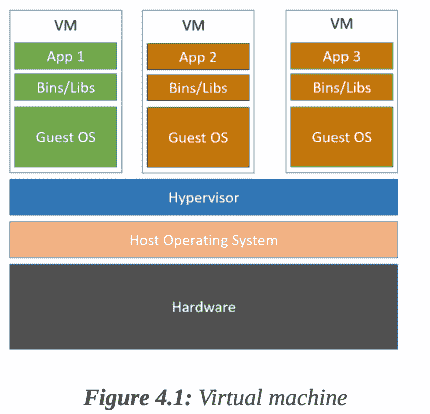 VM VM VM
App 1 App 2 App 3
Bins/Libs Bins/Libs Bins/Libs
Guest OS Guest OS Guest OS
Hypervisor
Host Operating System
Hardware
Figure 4.1: Virtual machine